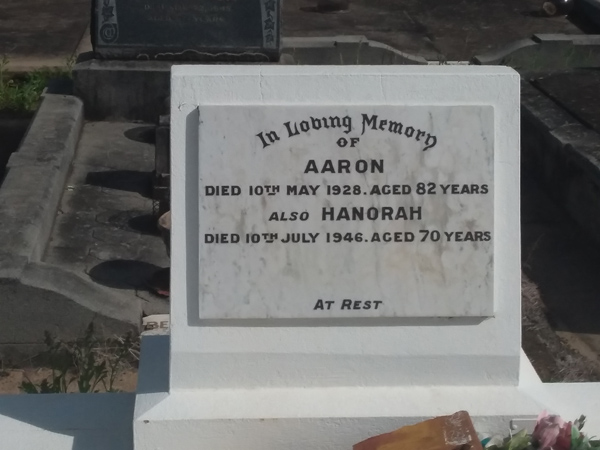 In Loving Memory
OF
AARON
DIED 10TH MAY 1928. AGED 82 YEARS
ALSO HANORAH
DIED 10TH JULY 1946. AGED 70 YEARS
AT REST